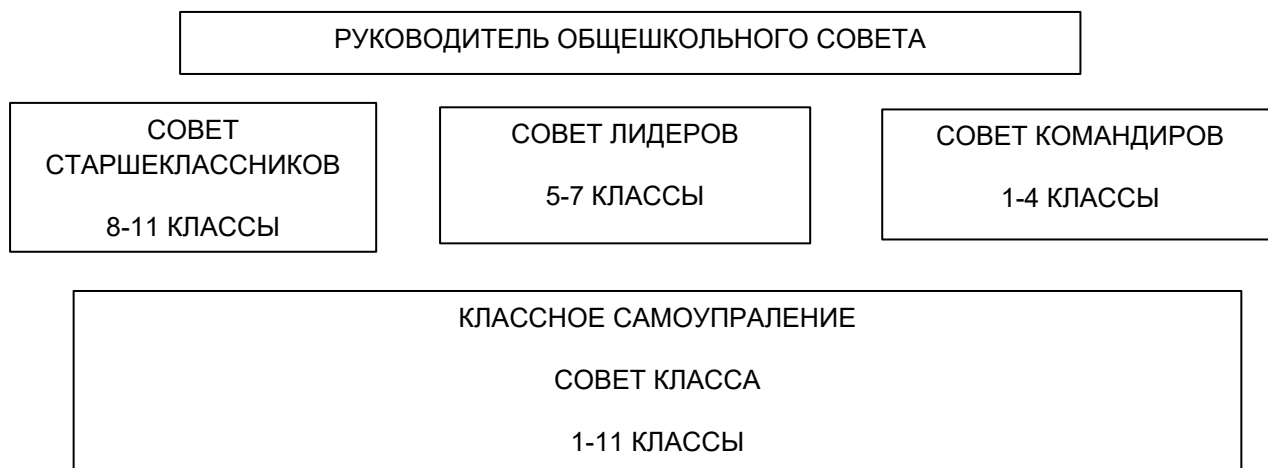 РУКОВОДИТЕЛЬ ОБЩЕШКОЛЬНОГО СОВЕТА
СОВЕТ
СТАРШЕКЛАССНИКОВ
8-11 КЛАССЫ
СОВЕТ ЛИДЕРОВ
5-7 КЛАССЫ
СОВЕТ КОМАНДИРОВ
1-4 КЛАССЫ
КЛАССНОЕ САМОУПРАЛЕНИЕ
СОВЕТ КЛАССА
1-11 КЛАССЫ